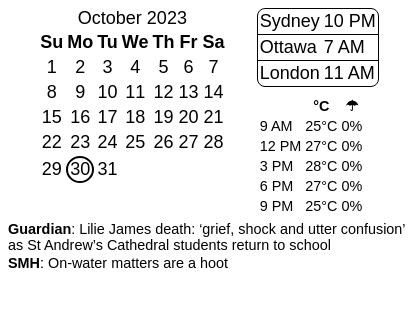 October 2023
Su Mo Tu We Th Fr Sa
1 2 3 4 5 6 7
8 9 10 11 12 13 14
15 16 17 18 19 20 21
22 23 24 25 26 27 28
29 30 31
Sydney 10 PM
Ottawa 7 AM
London 11 AM
°C ☂
9 AM 25°C 0%
12 PM 27°C 0%
3 PM 28°C 0%
6 PM 27°C 0%
9 PM 25°C 0%
Guardian: Lilie James death: ‘grief, shock and utter confusion’
as St Andrew’s Cathedral students return to school
SMH: On-water matters are a hoot